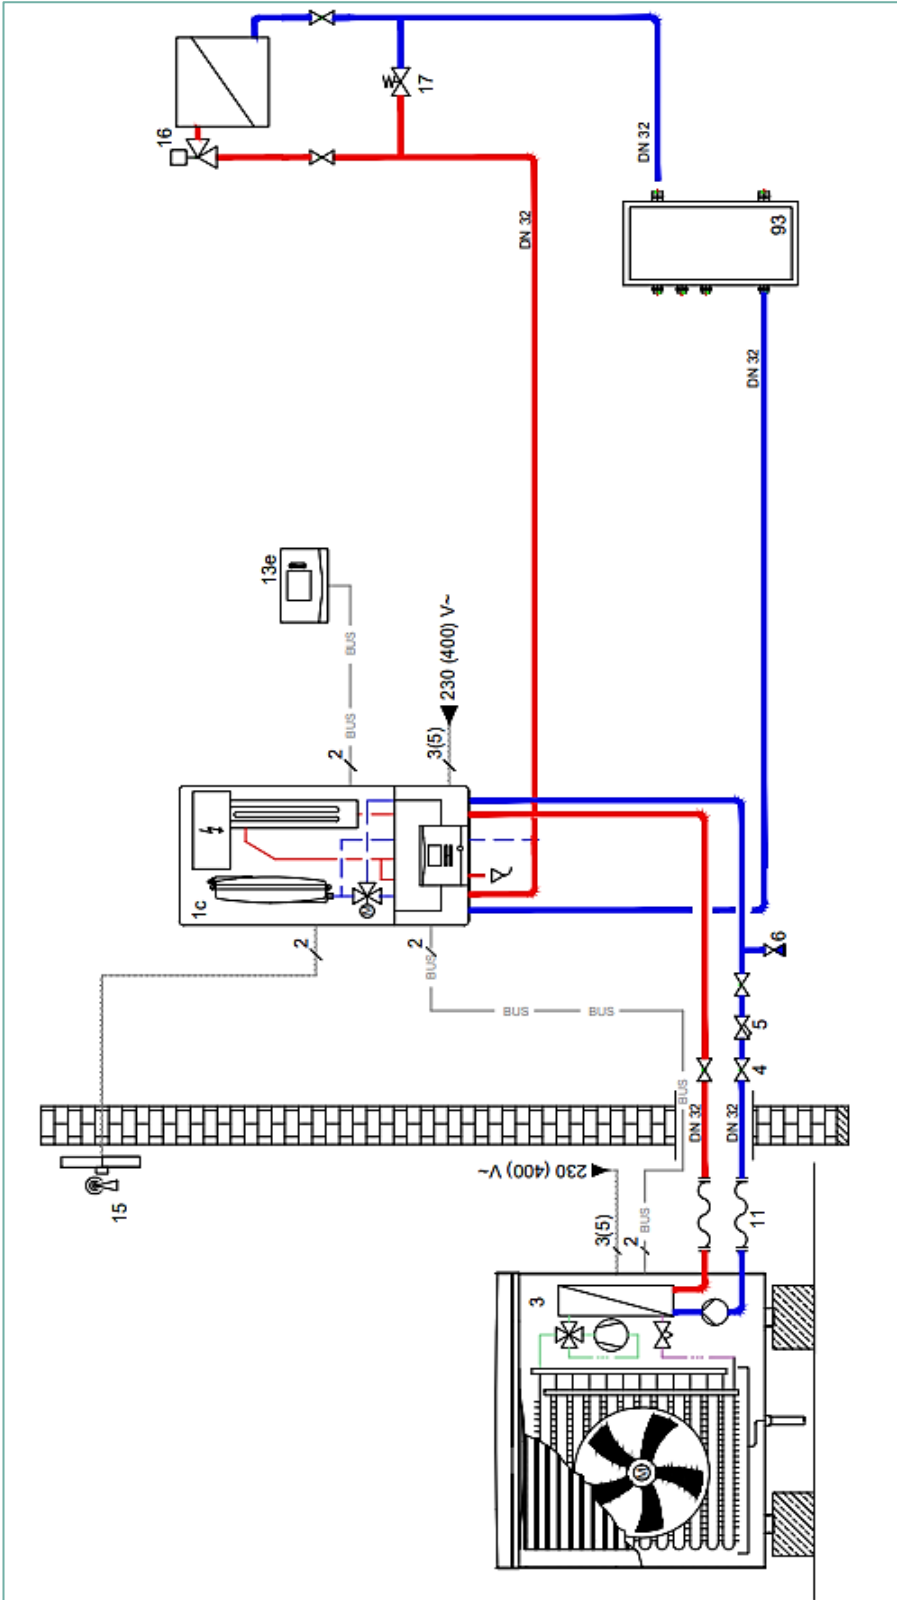 16
17
DN 32
DN 32
93
DN 32
13e
BUS
BUS
230 (400) V~
3(5)
2
1c
2
2
BUS
BUS
BUS
6
5
4
BUS
DN 32
DN 32
15
230 (400) V~
3(5)
2
BUS
11
3